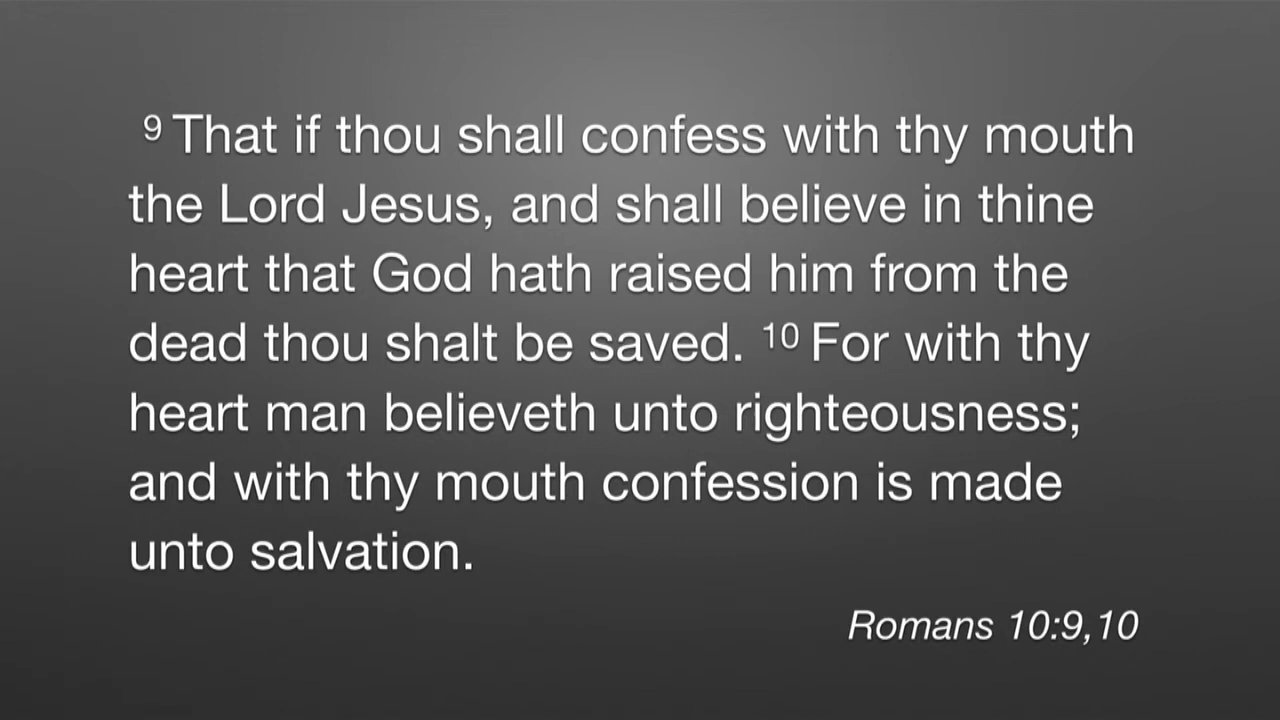 9 That if thou shall confess with thy mouth
the Lord Jesus, and shall believe in thine
heart that God hath raised him from the
dead thou shalt be saved. 10 For with thy
heart man believeth unto righteousness;
and with thy mouth confession is made
unto salvation.
Romans 10:9,10